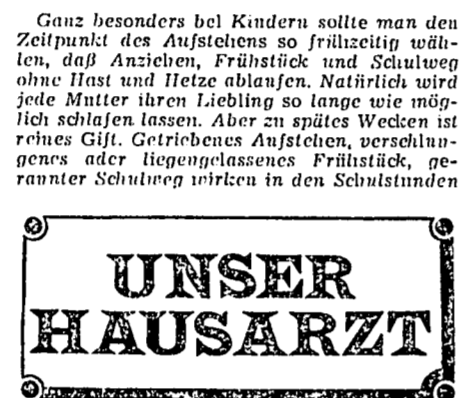 Ganz besonders bei Kindern sollte man den
Zeitpunkt des Aufstehens so frühzeitig wäh-
len, daß Anziehen, Frühstück und Schulweg
ohne Hast und Hetze ablaufen. Natürlich wird
jede Mutter ihren Liebling so lange wie mög-
lich schlafen lassen. Aber zu spätes Wecken ist
reines Gift. Getriebenes Aufstehen, verschlun-
genes oder liegengelassenes Frühstück, ge-
rannter Schulweg wirken in den Schulstunden
UNSER
HAUSARZT